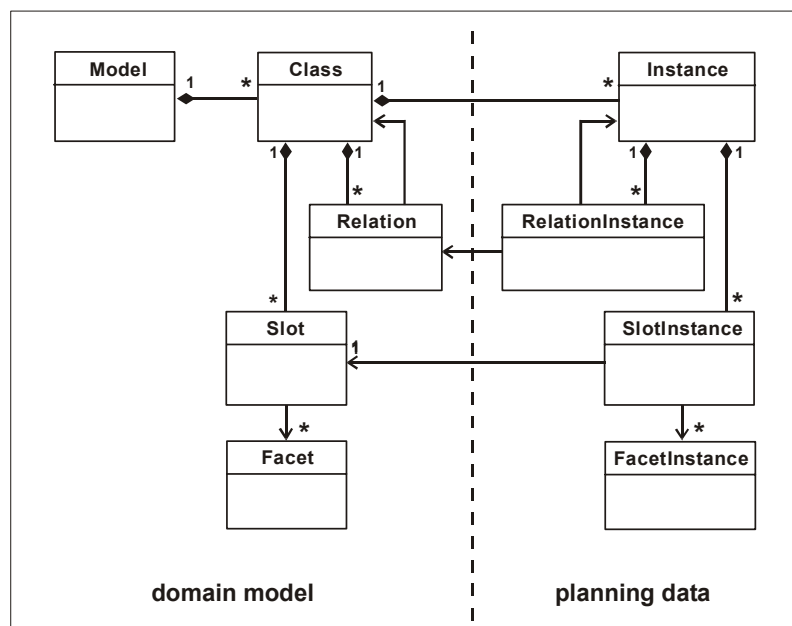 Model
Class
Instance
1
*
1
*
1
1
1
1
*
*
Relation
RelationInstance
*
*
Slot
SlotInstance
1
*
*
Facet
FacetInstance
domain model
planning data